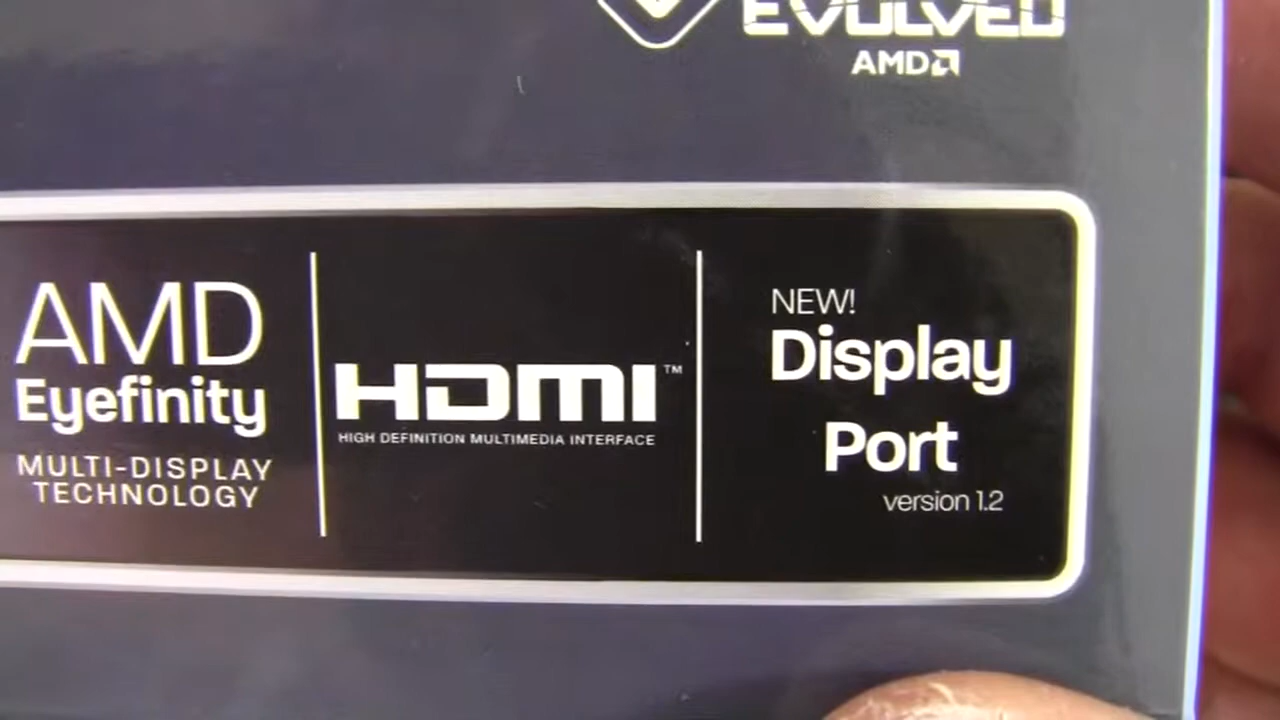 EVOLVED
AMD
AMD
Eyefinity
MULTI-DISPLAY
TECHNOLOGY
HDMI™
HIGH DEFINITION MULTIMEDIA INTERFACE
NEW!
Display
Port
version 1.2